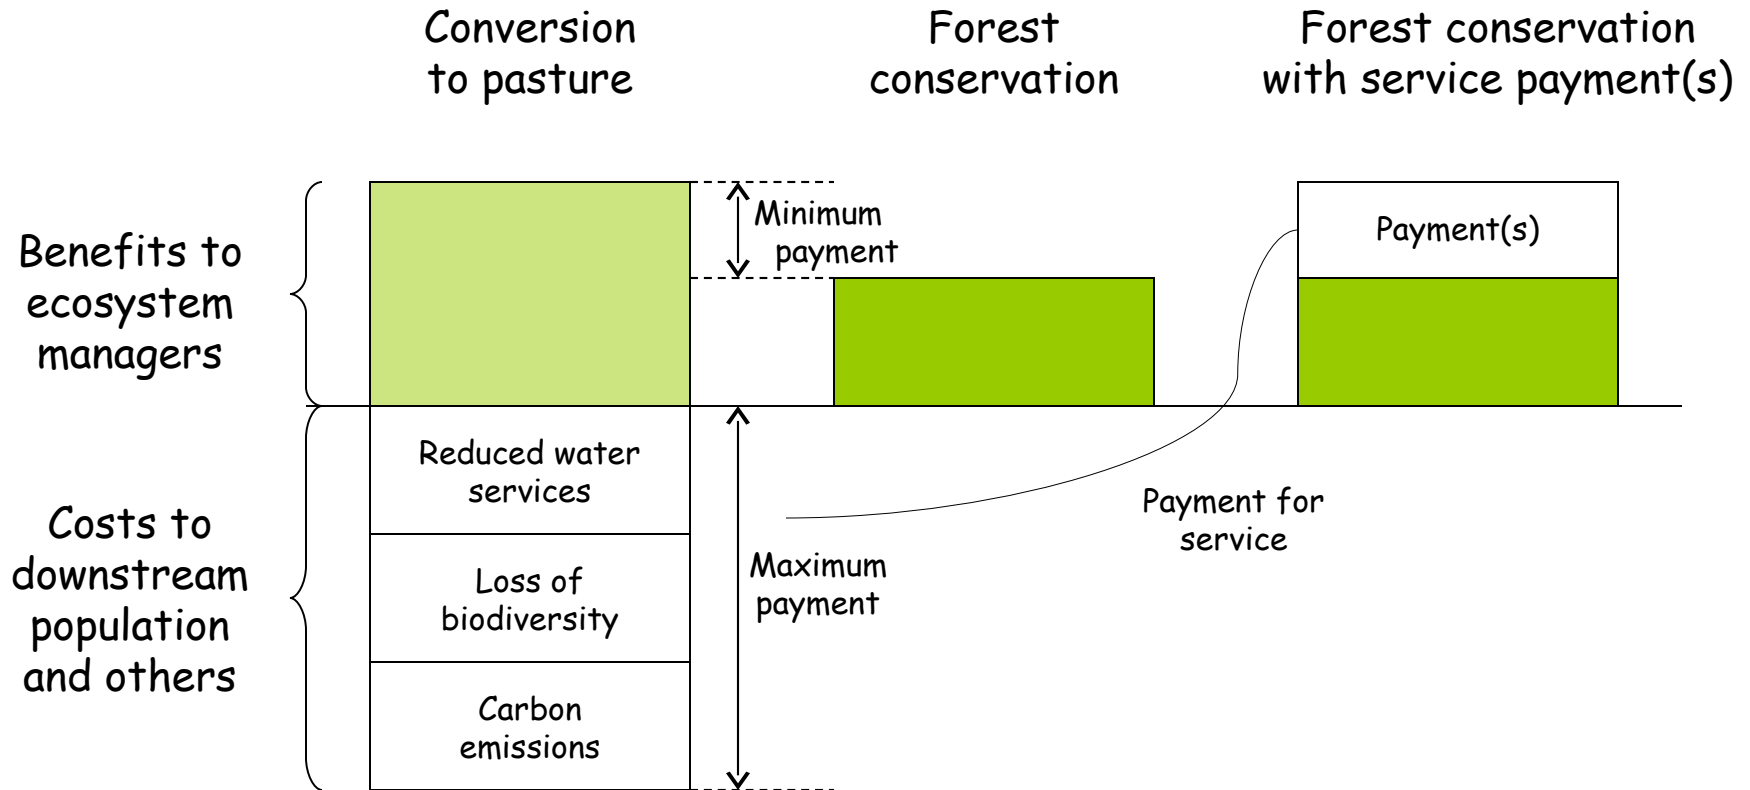 Conversion
to pasture
Forest
conservation
Forest conservation
with service payment(s)
Benefits to
ecosystem
managers
Minimum
payment
Payment(s)
Costs to
downstream
population
and others
Reduced water
services
Loss of
biodiversity
Carbon
emissions
Maximum
payment
Payment for
service